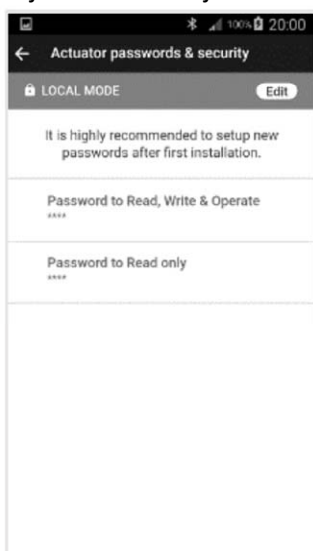 100% 20:00
Actuator passwords & security
LOCAL MODE
Edit
It is highly recommended to setup new
passwords after first installation.
Password to Read, Write & Operate
****
Password to Read only
****